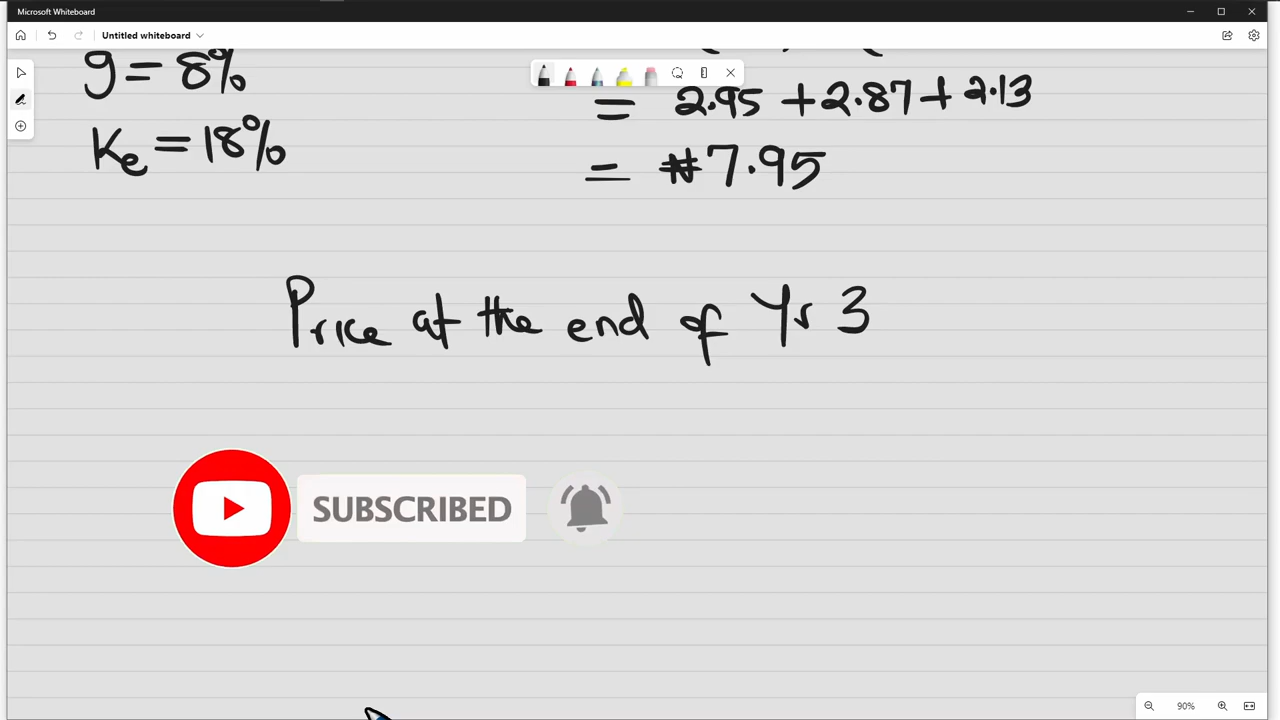 Microsoft Whiteboard
Untitled whiteboard
g = 8%
Ke = 18%
= 2.95 + 2.87 + 2.13
= ₦7.95
Price at the end of Yr 3
SUBSCRIBED
90%